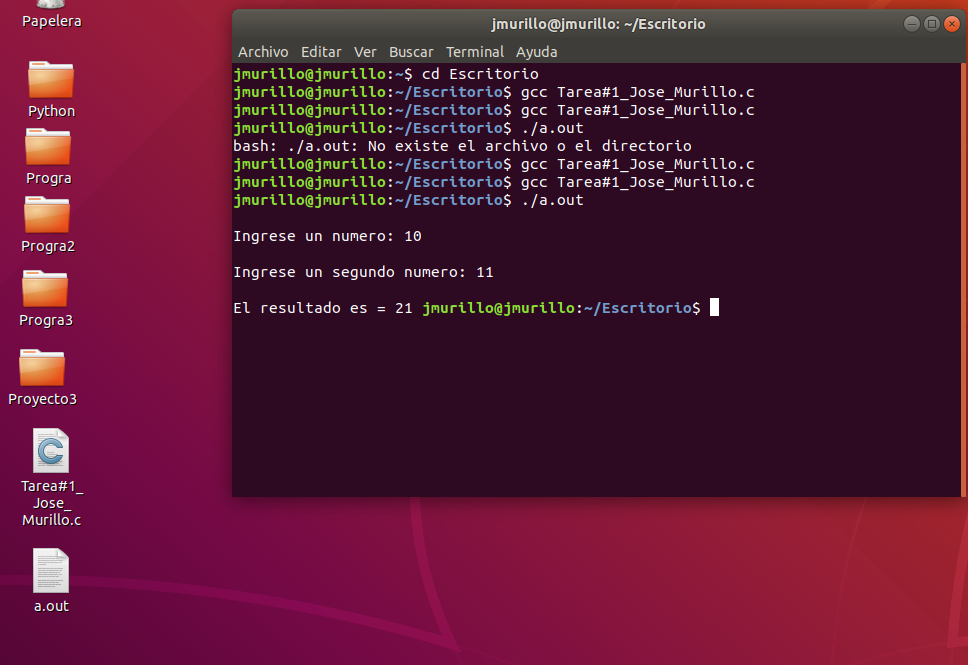 Papelera
Python
Progra
Progra2
Progra3
Proyecto3
Tarea#1_
Jose_
Murillo.c
a.out
jmurillo@jmurillo: ~/Escritorio
Archivo Editar Ver Buscar Terminal Ayuda
jmurillo@jmurillo:~$ cd Escritorio
jmurillo@jmurillo:~/Escritorio$ gcc Tarea#1_Jose_Murillo.c
jmurillo@jmurillo:~/Escritorio$ gcc Tarea#1_Jose_Murillo.c
jmurillo@jmurillo:~/Escritorio$ ./a.out
bash: ./a.out: No existe el archivo o el directorio
jmurillo@jmurillo:~/Escritorio$ gcc Tarea#1_Jose_Murillo.c
jmurillo@jmurillo:~/Escritorio$ gcc Tarea#1_Jose_Murillo.c
jmurillo@jmurillo:~/Escritorio$ ./a.out
Ingrese un numero: 10
Ingrese un segundo numero: 11
El resultado es = 21 jmurillo@jmurillo:~/Escritorio$